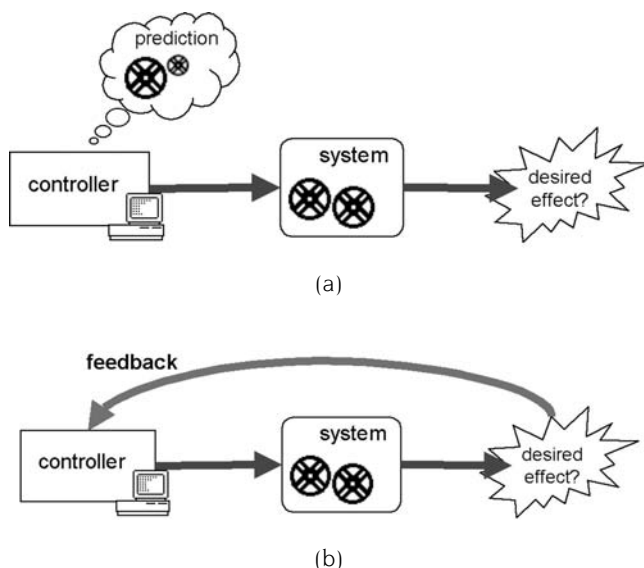 prediction
controller
system
desired
effect?
(a)
feedback
controller
system
desired
effect?
(b)